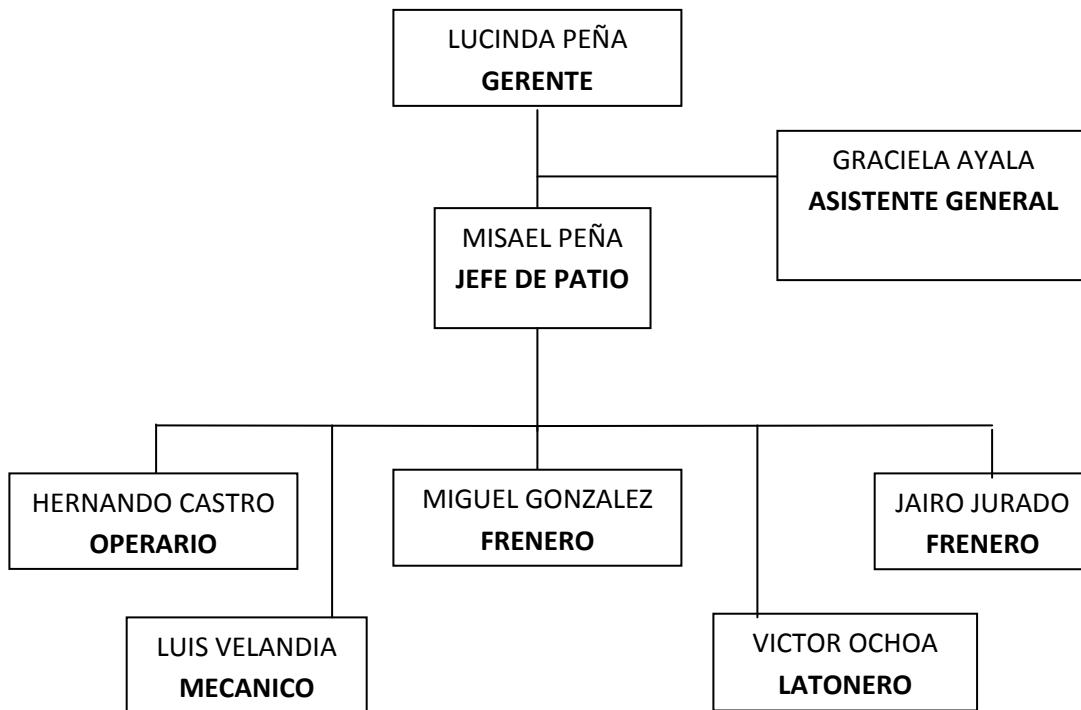 LUCINDA PEÑA
GERENTE
GRACIELA AYALA
ASISTENTE GENERAL
MISAEL PEÑA
JEFE DE PATIO
HERNANDO CASTRO
OPERARIO
MIGUEL GONZALEZ
FRENERO
JAIRO JURADO
FRENERO
LUIS VELANDIA
MECANICO
VICTOR OCHOA
LATONERO